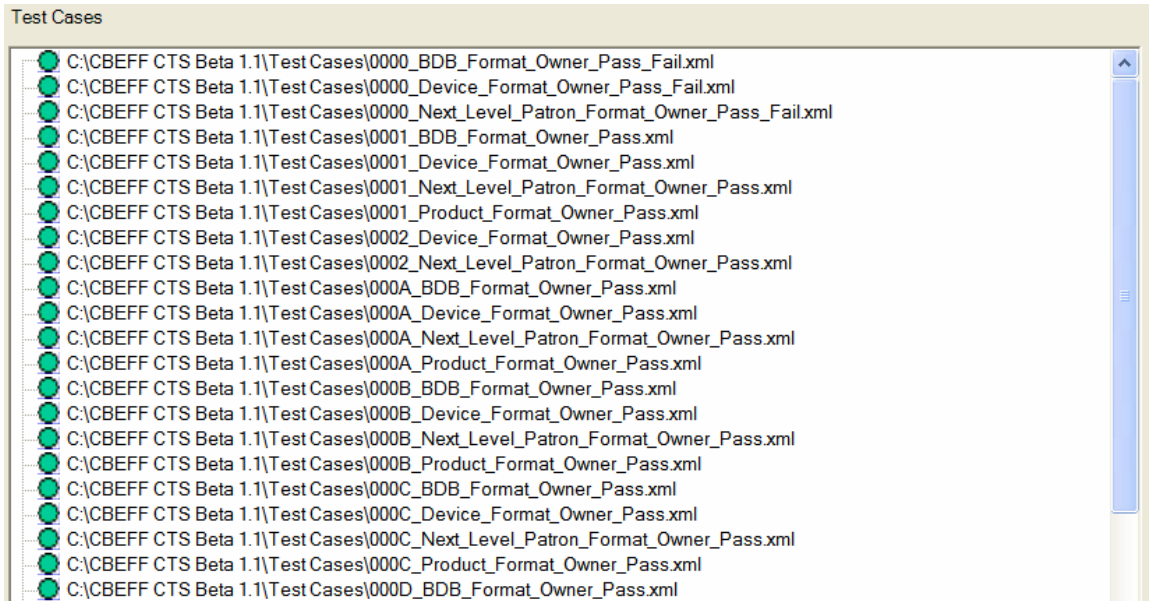 Test Cases
C:\CBEFF CTS Beta 1.1\Test Cases\0000_BDB_Format_Owner_Pass_Fail.xml
C:\CBEFF CTS Beta 1.1\Test Cases\0000_Device_Format_Owner_Pass_Fail.xml
C:\CBEFF CTS Beta 1.1\Test Cases\0000_Next_Level_Patron_Format_Owner_Pass_Fail.xml
C:\CBEFF CTS Beta 1.1\Test Cases\0001_BDB_Format_Owner_Pass.xml
C:\CBEFF CTS Beta 1.1\Test Cases\0001_Device_Format_Owner_Pass.xml
C:\CBEFF CTS Beta 1.1\Test Cases\0001_Next_Level_Patron_Format_Owner_Pass.xml
C:\CBEFF CTS Beta 1.1\Test Cases\0001_Product_Format_Owner_Pass.xml
C:\CBEFF CTS Beta 1.1\Test Cases\0002_Device_Format_Owner_Pass.xml
C:\CBEFF CTS Beta 1.1\Test Cases\0002_Next_Level_Patron_Format_Owner_Pass.xml
C:\CBEFF CTS Beta 1.1\Test Cases\000A_BDB_Format_Owner_Pass.xml
C:\CBEFF CTS Beta 1.1\Test Cases\000A_Device_Format_Owner_Pass.xml
C:\CBEFF CTS Beta 1.1\Test Cases\000A_Next_Level_Patron_Format_Owner_Pass.xml
C:\CBEFF CTS Beta 1.1\Test Cases\000A_Product_Format_Owner_Pass.xml
C:\CBEFF CTS Beta 1.1\Test Cases\000B_BDB_Format_Owner_Pass.xml
C:\CBEFF CTS Beta 1.1\Test Cases\000B_Device_Format_Owner_Pass.xml
C:\CBEFF CTS Beta 1.1\Test Cases\000B_Next_Level_Patron_Format_Owner_Pass.xml
C:\CBEFF CTS Beta 1.1\Test Cases\000B_Product_Format_Owner_Pass.xml
C:\CBEFF CTS Beta 1.1\Test Cases\000C_BDB_Format_Owner_Pass.xml
C:\CBEFF CTS Beta 1.1\Test Cases\000C_Device_Format_Owner_Pass.xml
C:\CBEFF CTS Beta 1.1\Test Cases\000C_Next_Level_Patron_Format_Owner_Pass.xml
C:\CBEFF CTS Beta 1.1\Test Cases\000C_Product_Format_Owner_Pass.xml
C:\CBEFF CTS Beta 1.1\Test Cases\000D_BDB_Format_Owner_Pass.xml